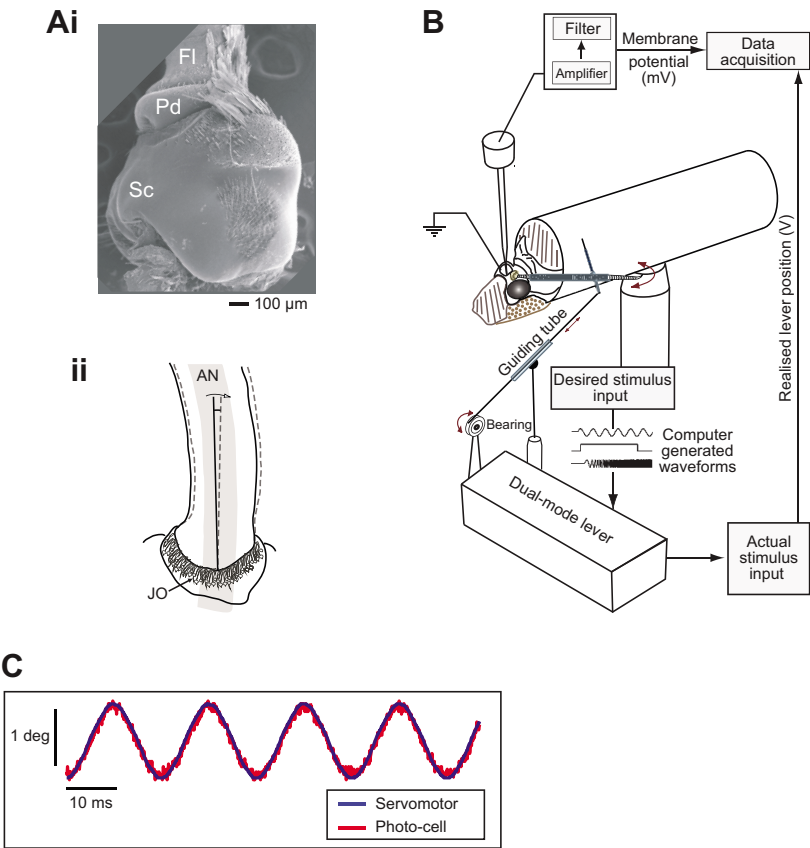 Ai
Fl
Pd
Sc
100 µm
ii
AN
JO
B
Filter
Amplifier
Membrane
potential
(mV)
Data
acquisition
Realised lever position (V)
Guiding tube
Bearing
Desired stimulus
input
Computer
generated
waveforms
Dual-mode lever
Actual
stimulus
input
C
1 deg
10 ms
Servomotor
Photo-cell